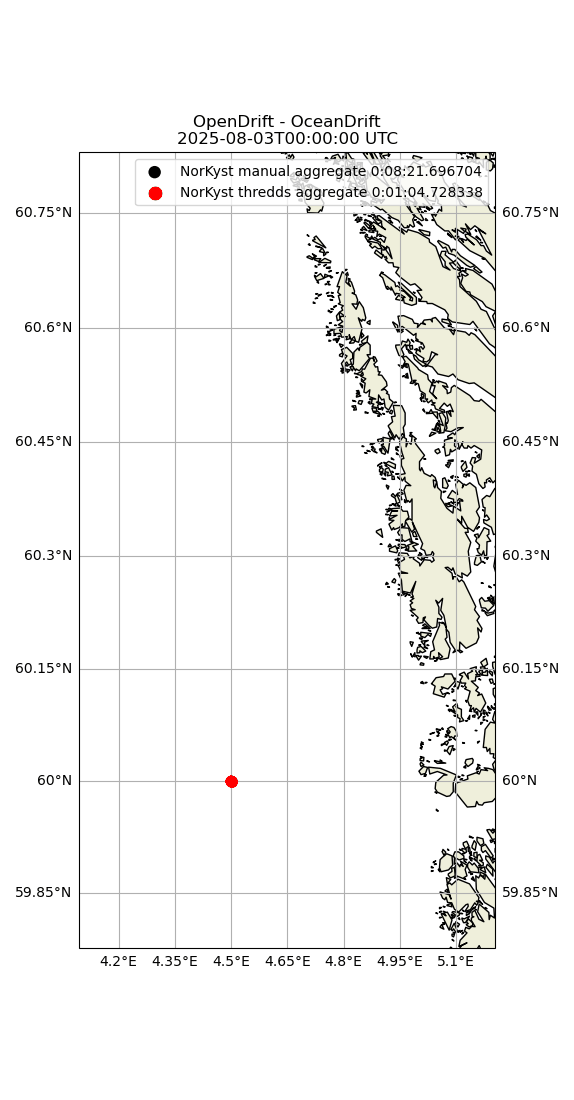 OpenDrift - OceanDrift
2025-08-03T00:00:00 UTC
NorKyst manual aggregate 0:08:21.696704
NorKyst thredds aggregate 0:01:04.728338
60.75°N 60.75°N
60.6°N 60.6°N
60.45°N 60.45°N
60.3°N 60.3°N
60.15°N 60.15°N
60°N 60°N
59.85°N 59.85°N
4.2°E 4.35°E 4.5°E 4.65°E 4.8°E 4.95°E 5.1°E